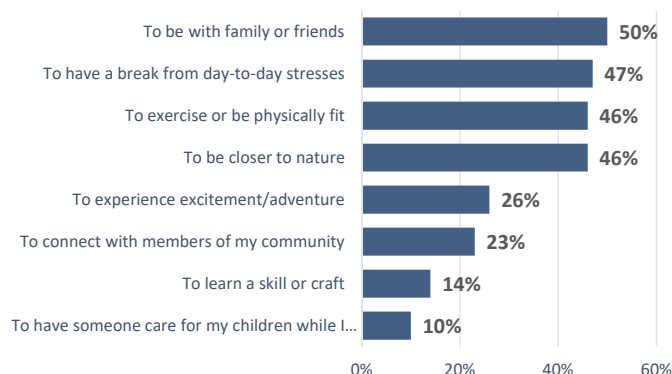 To be with family or friends 50%
To have a break from day-to-day stresses 47%
To exercise or be physically fit 46%
To be closer to nature 46%
To experience excitement/adventure 26%
To connect with members of my community 23%
To learn a skill or craft 14%
To have someone care for my children while I... 10%
0% 20% 40% 60%